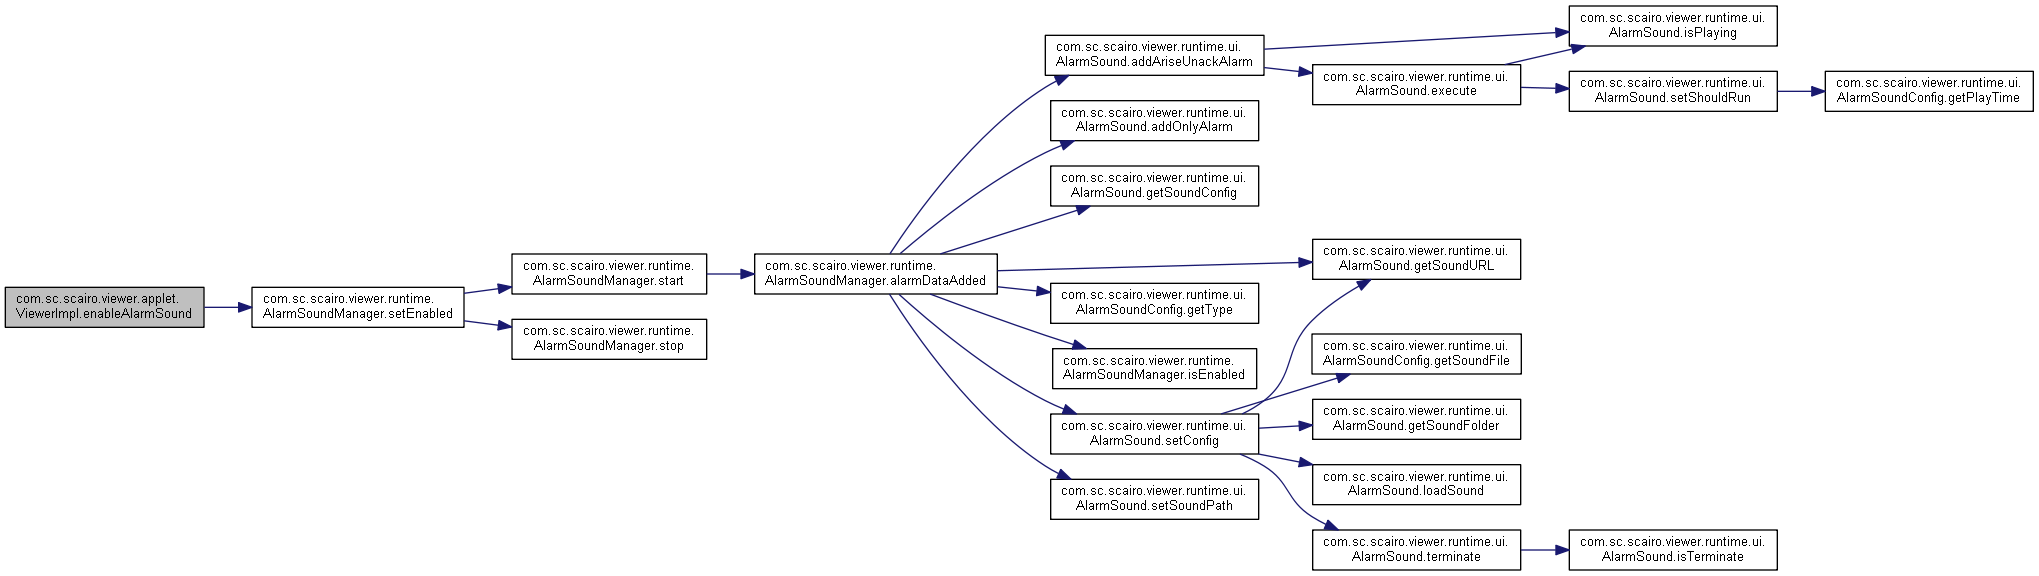 com.sc.scairo.viewer.applet.
ViewerImpl.enableAlarmSound
com.sc.scairo.viewer.runtime.
AlarmSoundManager.setEnabled
com.sc.scairo.viewer.runtime.
AlarmSoundManager.start
com.sc.scairo.viewer.runtime.
AlarmSoundManager.stop
com.sc.scairo.viewer.runtime.
AlarmSoundManager.alarmDataAdded
com.sc.scairo.viewer.runtime.ui.
AlarmSound.addAriseUnackAlarm
com.sc.scairo.viewer.runtime.ui.
AlarmSound.addOnlyAlarm
com.sc.scairo.viewer.runtime.ui.
AlarmSound.getSoundConfig
com.sc.scairo.viewer.runtime.ui.
AlarmSoundConfig.getType
com.sc.scairo.viewer.runtime.
AlarmSoundManager.isEnabled
com.sc.scairo.viewer.runtime.ui.
AlarmSound.setConfig
com.sc.scairo.viewer.runtime.ui.
AlarmSound.setSoundPath
com.sc.scairo.viewer.runtime.ui.
AlarmSound.execute
com.sc.scairo.viewer.runtime.ui.
AlarmSound.getSoundURL
com.sc.scairo.viewer.runtime.ui.
AlarmSoundConfig.getSoundFile
com.sc.scairo.viewer.runtime.ui.
AlarmSound.getSoundFolder
com.sc.scairo.viewer.runtime.ui.
AlarmSound.loadSound
com.sc.scairo.viewer.runtime.ui.
AlarmSound.terminate
com.sc.scairo.viewer.runtime.ui.
AlarmSound.isPlaying
com.sc.scairo.viewer.runtime.ui.
AlarmSound.setShouldRun
com.sc.scairo.viewer.runtime.ui.
AlarmSound.isTerminate
com.sc.scairo.viewer.runtime.ui.
AlarmSoundConfig.getPlayTime